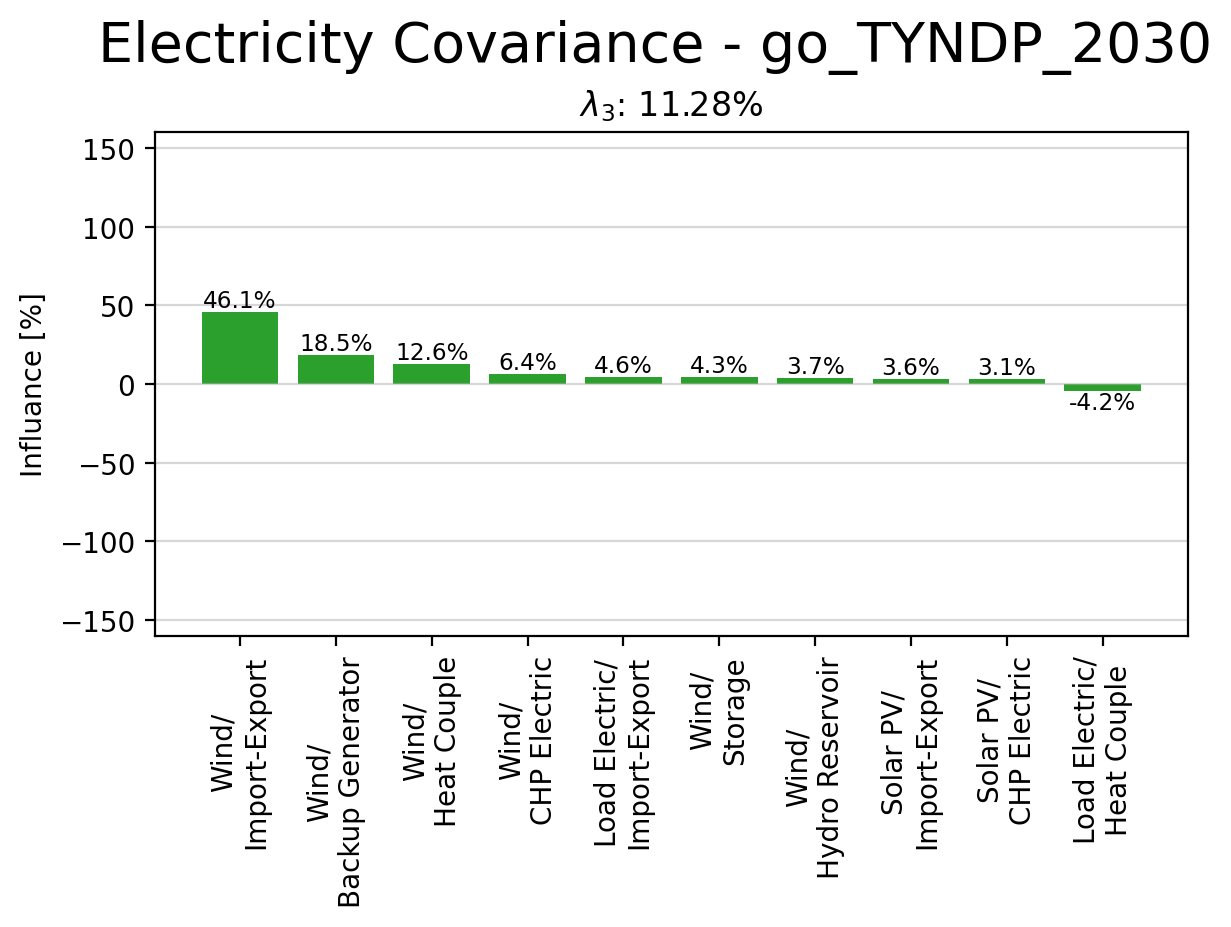 Electricity Covariance - go_TYNDP_2030
λ3: 11.28%
Influance [%]
150
100
50
0
−50
−100
−150
46.1%
18.5%
12.6%
6.4%
4.6%
4.3%
3.7%
3.6%
3.1%
-4.2%
Wind/
Import-Export
Wind/
Backup Generator
Wind/
Heat Couple
Wind/
CHP Electric
Load Electric/
Import-Export
Wind/
Storage
Wind/
Hydro Reservoir
Solar PV/
Import-Export
Solar PV/
CHP Electric
Load Electric/
Heat Couple